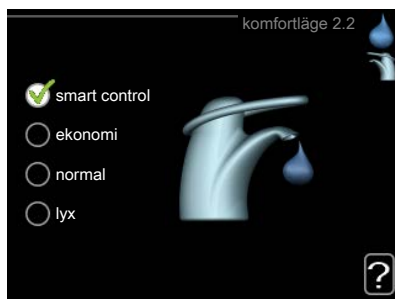 komfortläge 2.2
smart control
ekonomi
normal
lyx
?